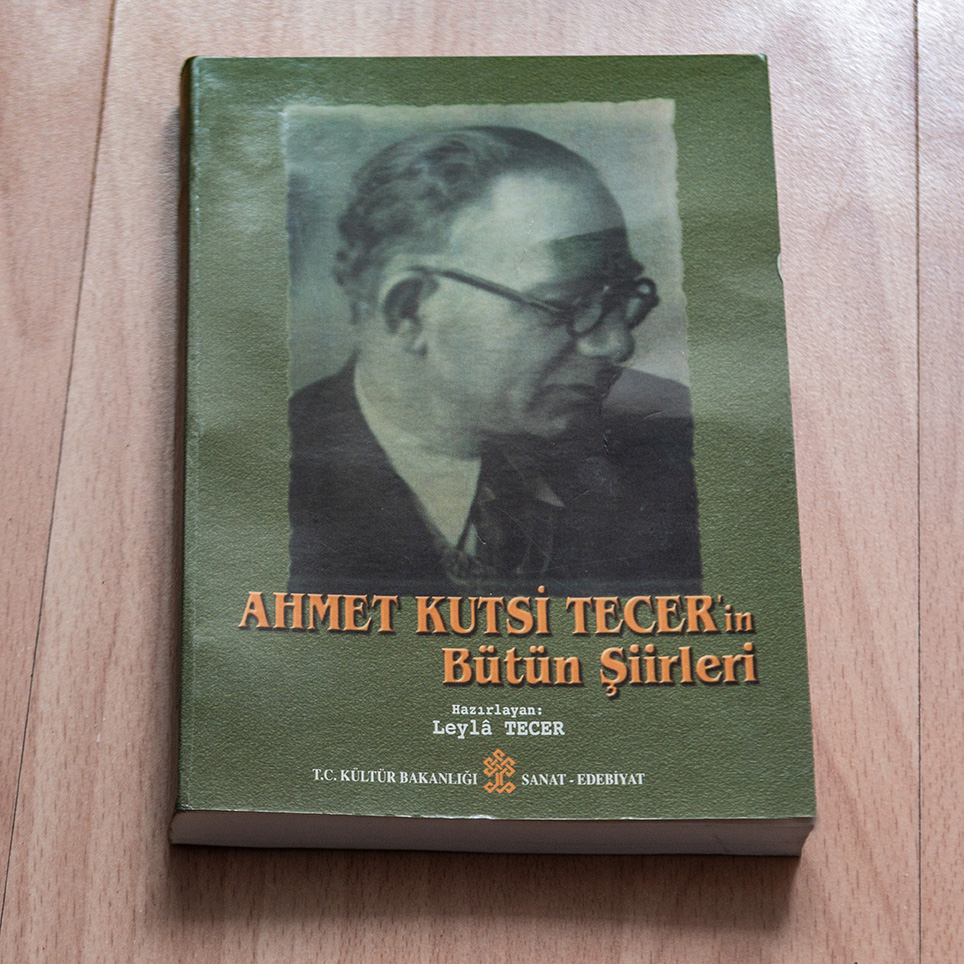 AHMET KUTSİ TECER'in
Bütün Şiirleri
Hazırlayan:
Leylâ TECER
T.C. KÜLTÜR BAKANLIĞI SANAT - EDEBİYAT